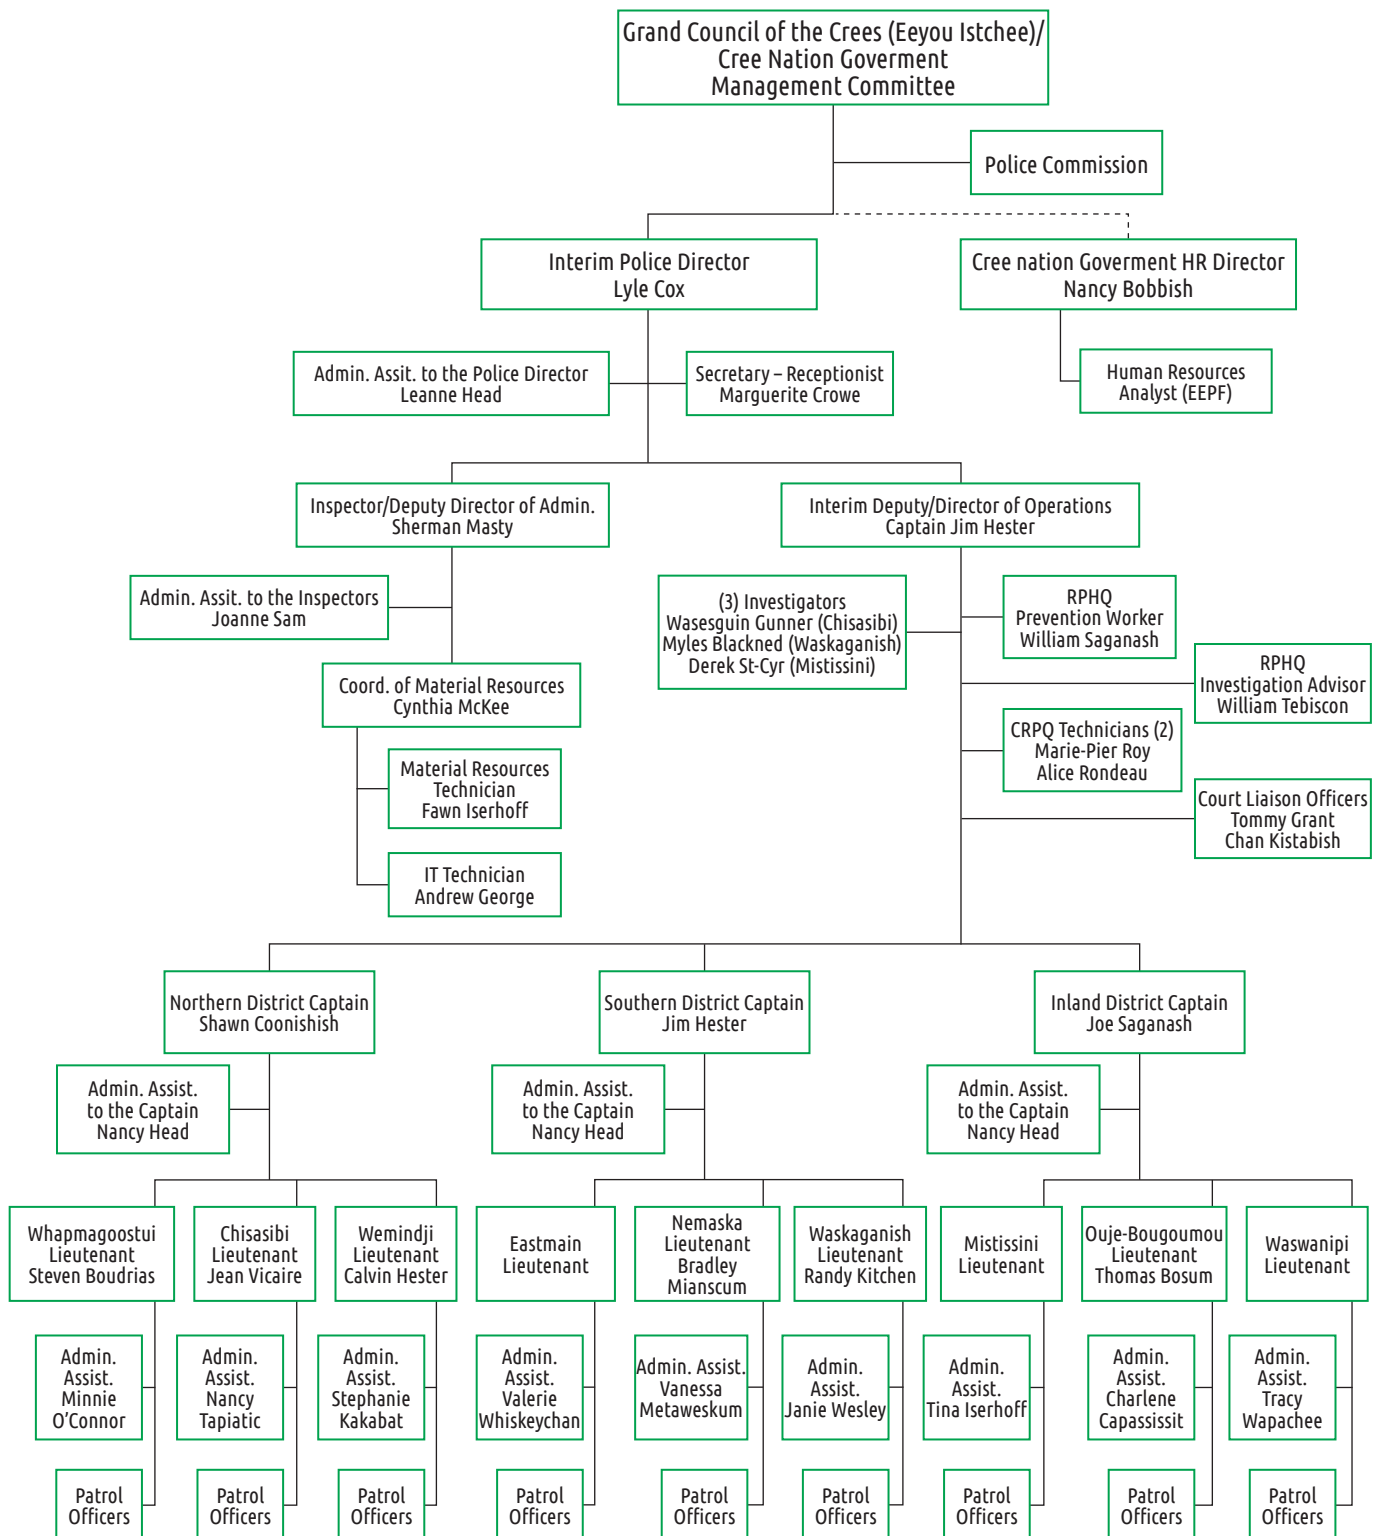 Grand Council of the Crees (Eeyou Istchee)/
Cree Nation Goverment
Management Committee
Police Commission
Interim Police Director
Lyle Cox
Cree nation Goverment HR Director
Nancy Bobbish
Admin. Assit. to the Police Director
Leanne Head
Secretary – Receptionist
Marguerite Crowe
Human Resources
Analyst (EEPF)
Inspector/Deputy Director of Admin.
Sherman Masty
Interim Deputy/Director of Operations
Captain Jim Hester
Admin. Assit. to the Inspectors
Joanne Sam
(3) Investigators
Wasesguin Gunner (Chisasibi)
Myles Blackned (Waskaganish)
Derek St-Cyr (Mistissini)
RPHQ
Prevention Worker
William Saganash
RPHQ
Investigation Advisor
William Tebiscon
Coord. of Material Resources
Cynthia McKee
CRPQ Technicians (2)
Marie-Pier Roy
Alice Rondeau
Material Resources
Technician
Fawn Iserhoff
Court Liaison Officers
Tommy Grant
Chan Kistabish
IT Technician
Andrew George
Northern District Captain
Shawn Coonishish
Southern District Captain
Jim Hester
Inland District Captain
Joe Saganash
Admin. Assist.
to the Captain
Nancy Head
Admin. Assist.
to the Captain
Nancy Head
Admin. Assist.
to the Captain
Nancy Head
Whapmagoostui
Lieutenant
Steven Boudrias
Chisasibi
Lieutenant
Jean Vicaire
Wemindji
Lieutenant
Calvin Hester
Eastmain
Lieutenant
Nemaska
Lieutenant
Bradley
Mianscum
Waskaganish
Lieutenant
Randy Kitchen
Mistissini
Lieutenant
Ouje-Bougoumou
Lieutenant
Thomas Bosum
Waswanipi
Lieutenant
Admin.
Assist.
Minnie
O’Connor
Admin.
Assist.
Nancy
Tapiatic
Admin.
Assist.
Stephanie
Kakabat
Admin.
Assist.
Valerie
Whiskeychan
Admin. Assist.
Vanessa
Metaweskum
Admin.
Assist.
Janie Wesley
Admin.
Assist.
Tina Iserhoff
Admin.
Assist.
Charlene
Capassissit
Admin.
Assist.
Tracy
Wapachee
Patrol
Officers
Patrol
Officers
Patrol
Officers
Patrol
Officers
Patrol
Officers
Patrol
Officers
Patrol
Officers
Patrol
Officers
Patrol
Officers